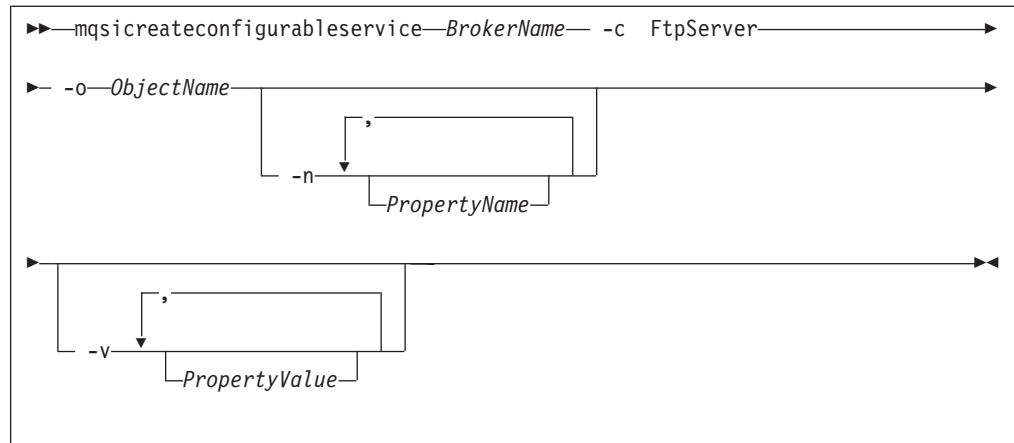 mqsicreateconfigurableservice BrokerName -c FtpServer
-o ObjectName
,
-n
PropertyName
,
-v
PropertyValue